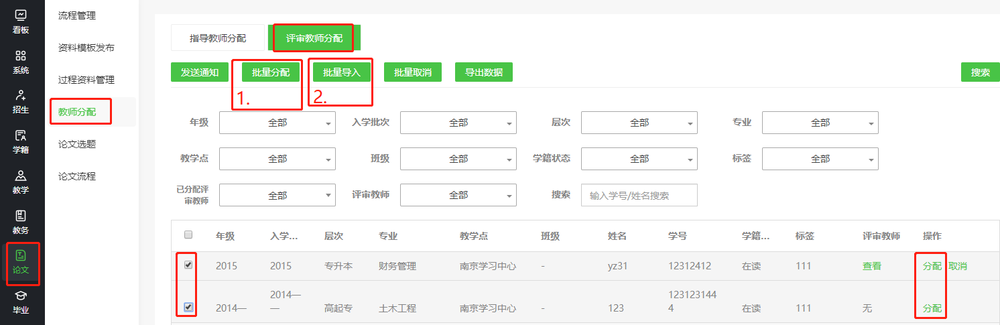 看板
系统
招生
学籍
教学
教务
论文
毕业
流程管理
资料模板发布
过程资料管理
教师分配
论文选题
论文流程
指导教师分配 评审教师分配
发送通知 批量分配 批量导入 批量取消 导出数据 搜索
1. 2.
年级 全部 入学批次 全部 层次 全部 专业 全部
教学点 全部 班级 全部 学籍状态 全部 标签 全部
已分配评
审教师 全部 评审教师 全部 搜索 输入学号/姓名搜索
年级 入学... 层次 专业 教学点 班级 姓名 学号 学籍... 标签 评审教师 操作
2015 2015 专升本 财务管理 南京学习中心 - yz31 12312412 在读 111 查看 分配 取消
2014— 2014—
— 高起专 土木工程 南京学习中心 - 123 123123144
4 在读 111 无 分配